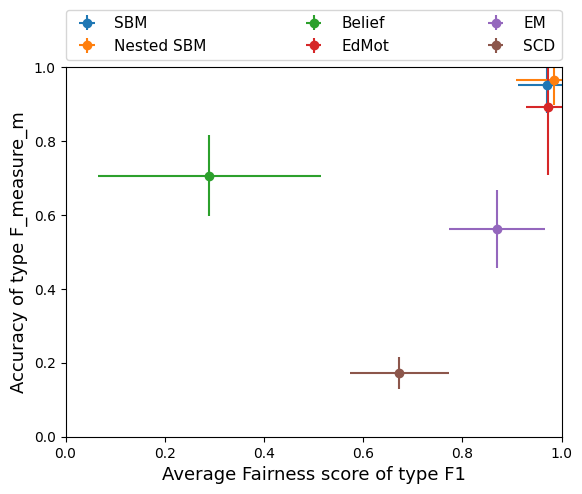 SBM Belief EM
Nested SBM EdMot SCD
1.0
0.8
0.6
0.4
0.2
0.0
Accuracy of type F_measure_m
0.0 0.2 0.4 0.6 0.8 1.0
Average Fairness score of type F1